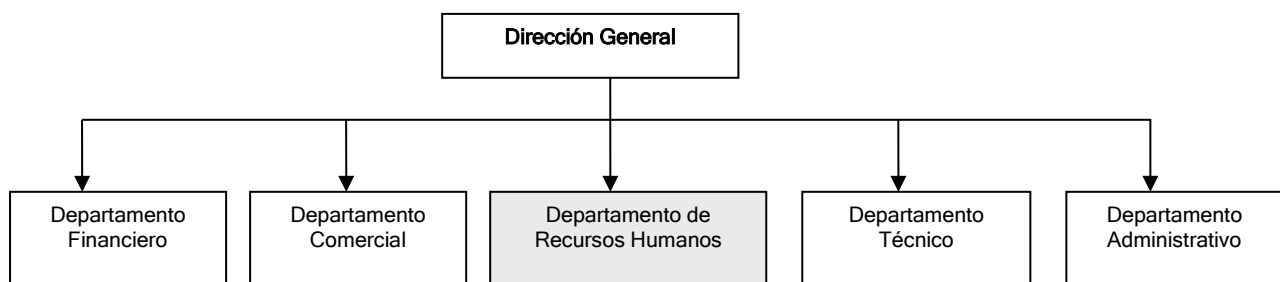 Dirección General
Departamento
Financiero
Departamento
Comercial
Departamento de
Recursos Humanos
Departamento
Técnico
Departamento
Administrativo